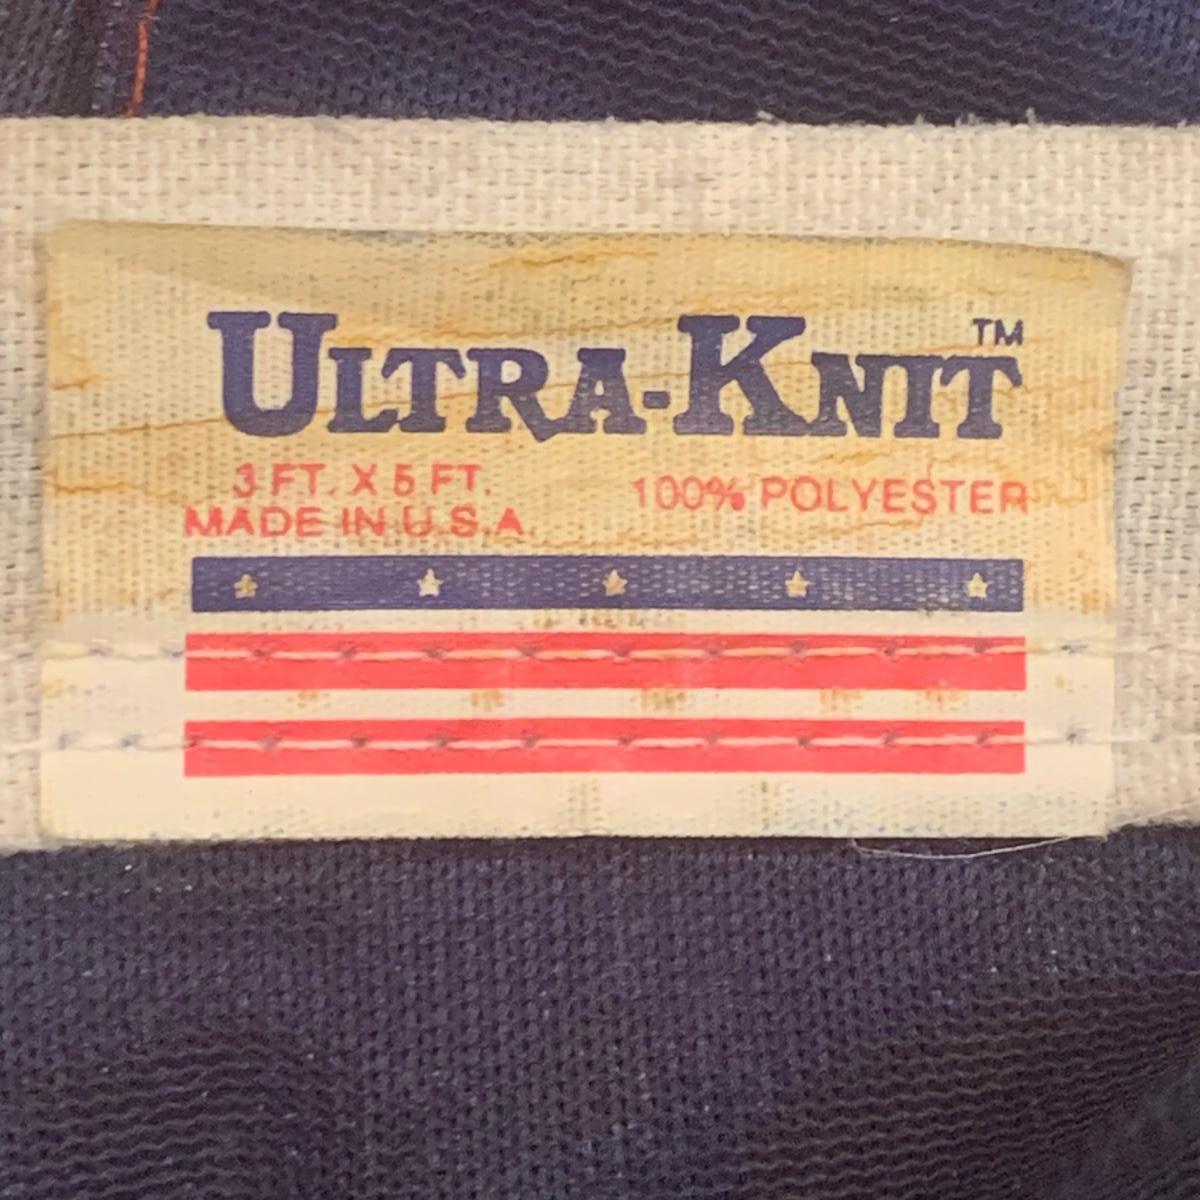 ULTRA-KNIT™
3 FT. X 5 FT.
MADE IN U.S.A.
100% POLYESTER